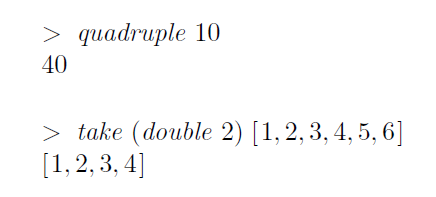 > quadruple 10
40
> take (double 2) [1, 2, 3, 4, 5, 6]
[1, 2, 3, 4]